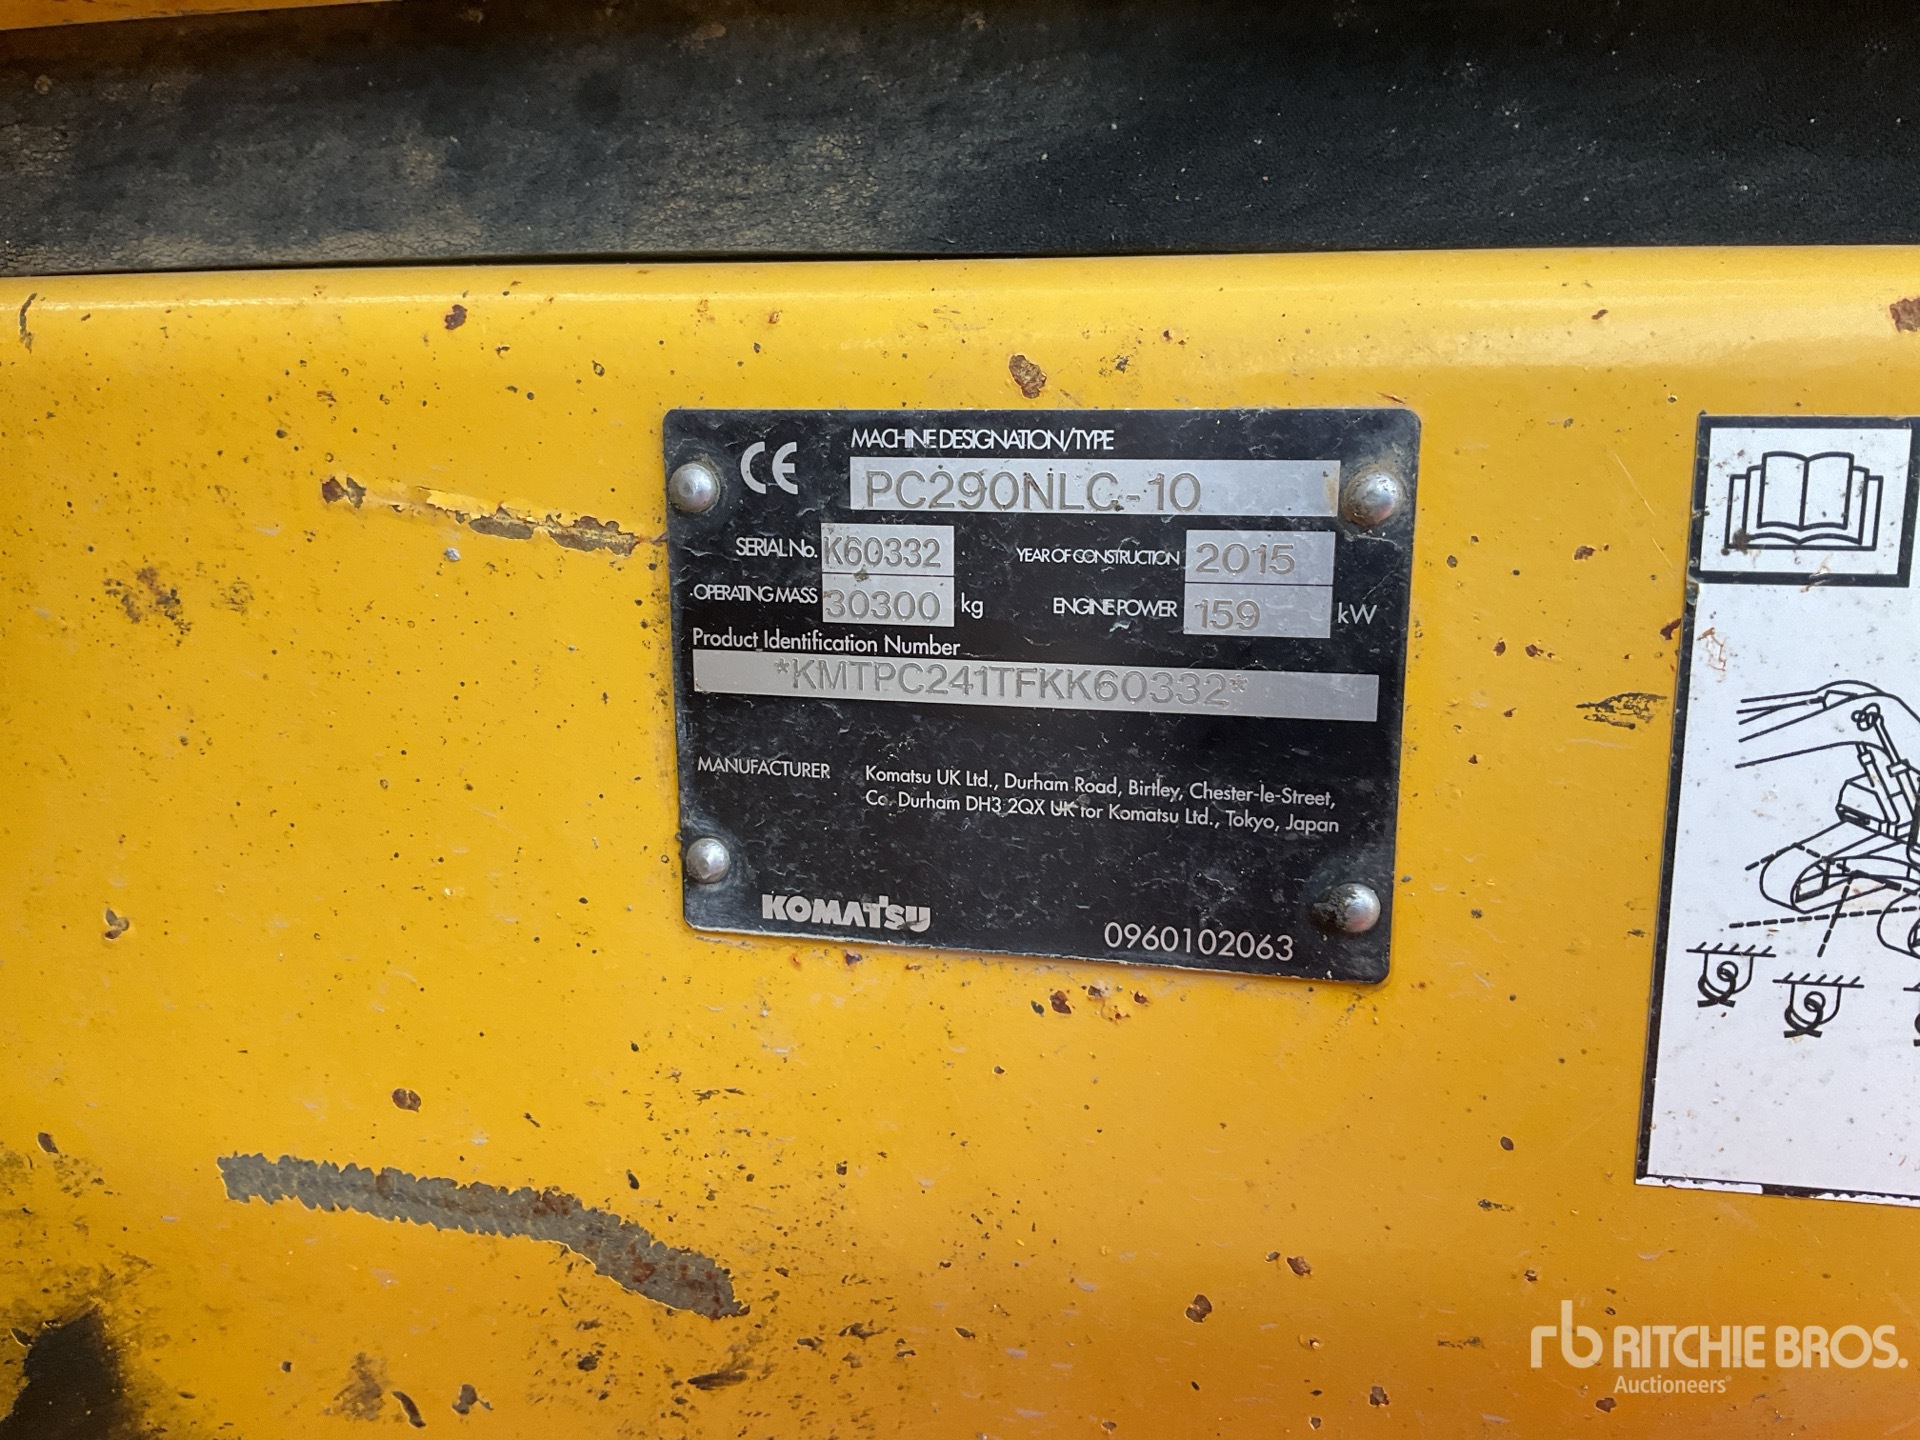 CE
MACHINE DESIGNATION/TYPE
PC290NLC-10
SERIAL No. K60332 YEAR OF CONSTRUCTION 2015
OPERATING MASS 30300 kg ENGINE POWER 159 kW
Product Identification Number
*KMTPC241TFKK60332*
MANUFACTURER Komatsu UK Ltd., Durham Road, Birtley, Chester-le-Street,
Co. Durham DH3 2QX UK for Komatsu Ltd., Tokyo, Japan
KOMATSU
0960102063
rb RITCHIE BROS.
Auctioneers